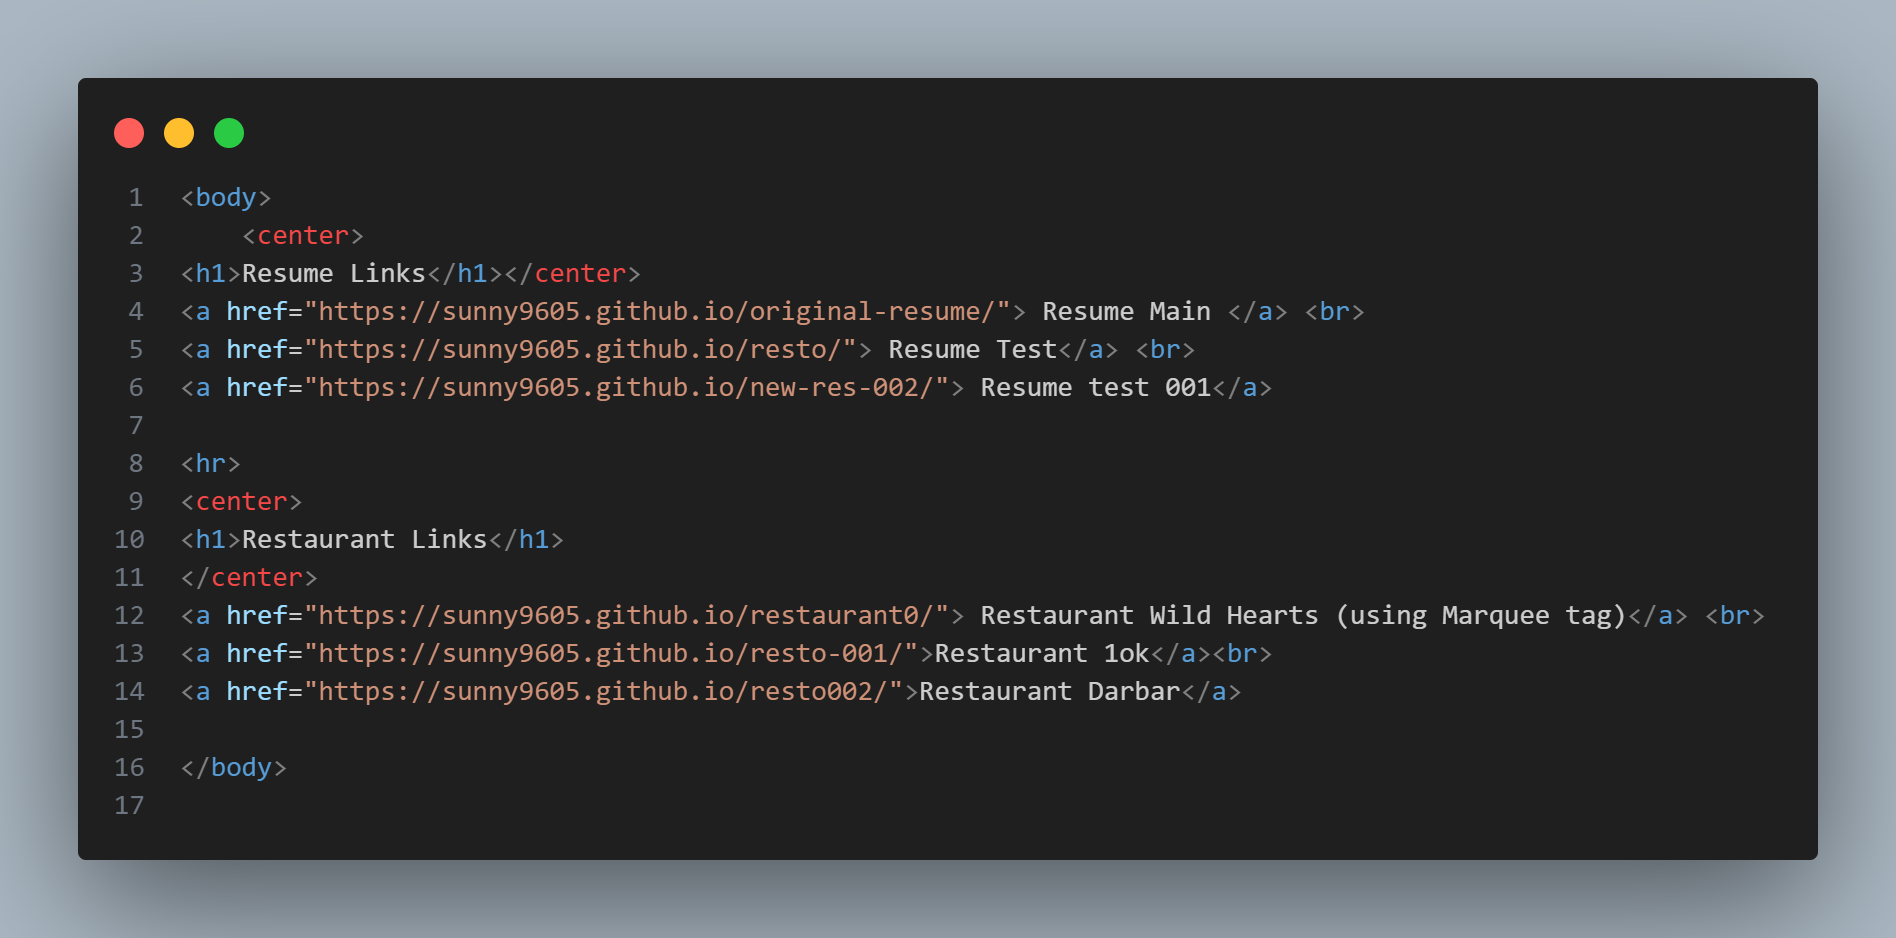 1 <body>
2     <center>
3 <h1>Resume Links</h1></center>
4 <a href="https://sunny9605.github.io/original-resume/"> Resume Main </a> <br>
5 <a href="https://sunny9605.github.io/resto/"> Resume Test</a> <br>
6 <a href="https://sunny9605.github.io/new-res-002/"> Resume test 001</a>
7
8 <hr>
9 <center>
10 <h1>Restaurant Links</h1>
11 </center>
12 <a href="https://sunny9605.github.io/restaurant0/"> Restaurant Wild Hearts (using Marquee tag)</a> <br>
13 <a href="https://sunny9605.github.io/resto-001/">Restaurant 1ok</a><br>
14 <a href="https://sunny9605.github.io/resto002/">Restaurant Darbar</a>
15
16 </body>
17